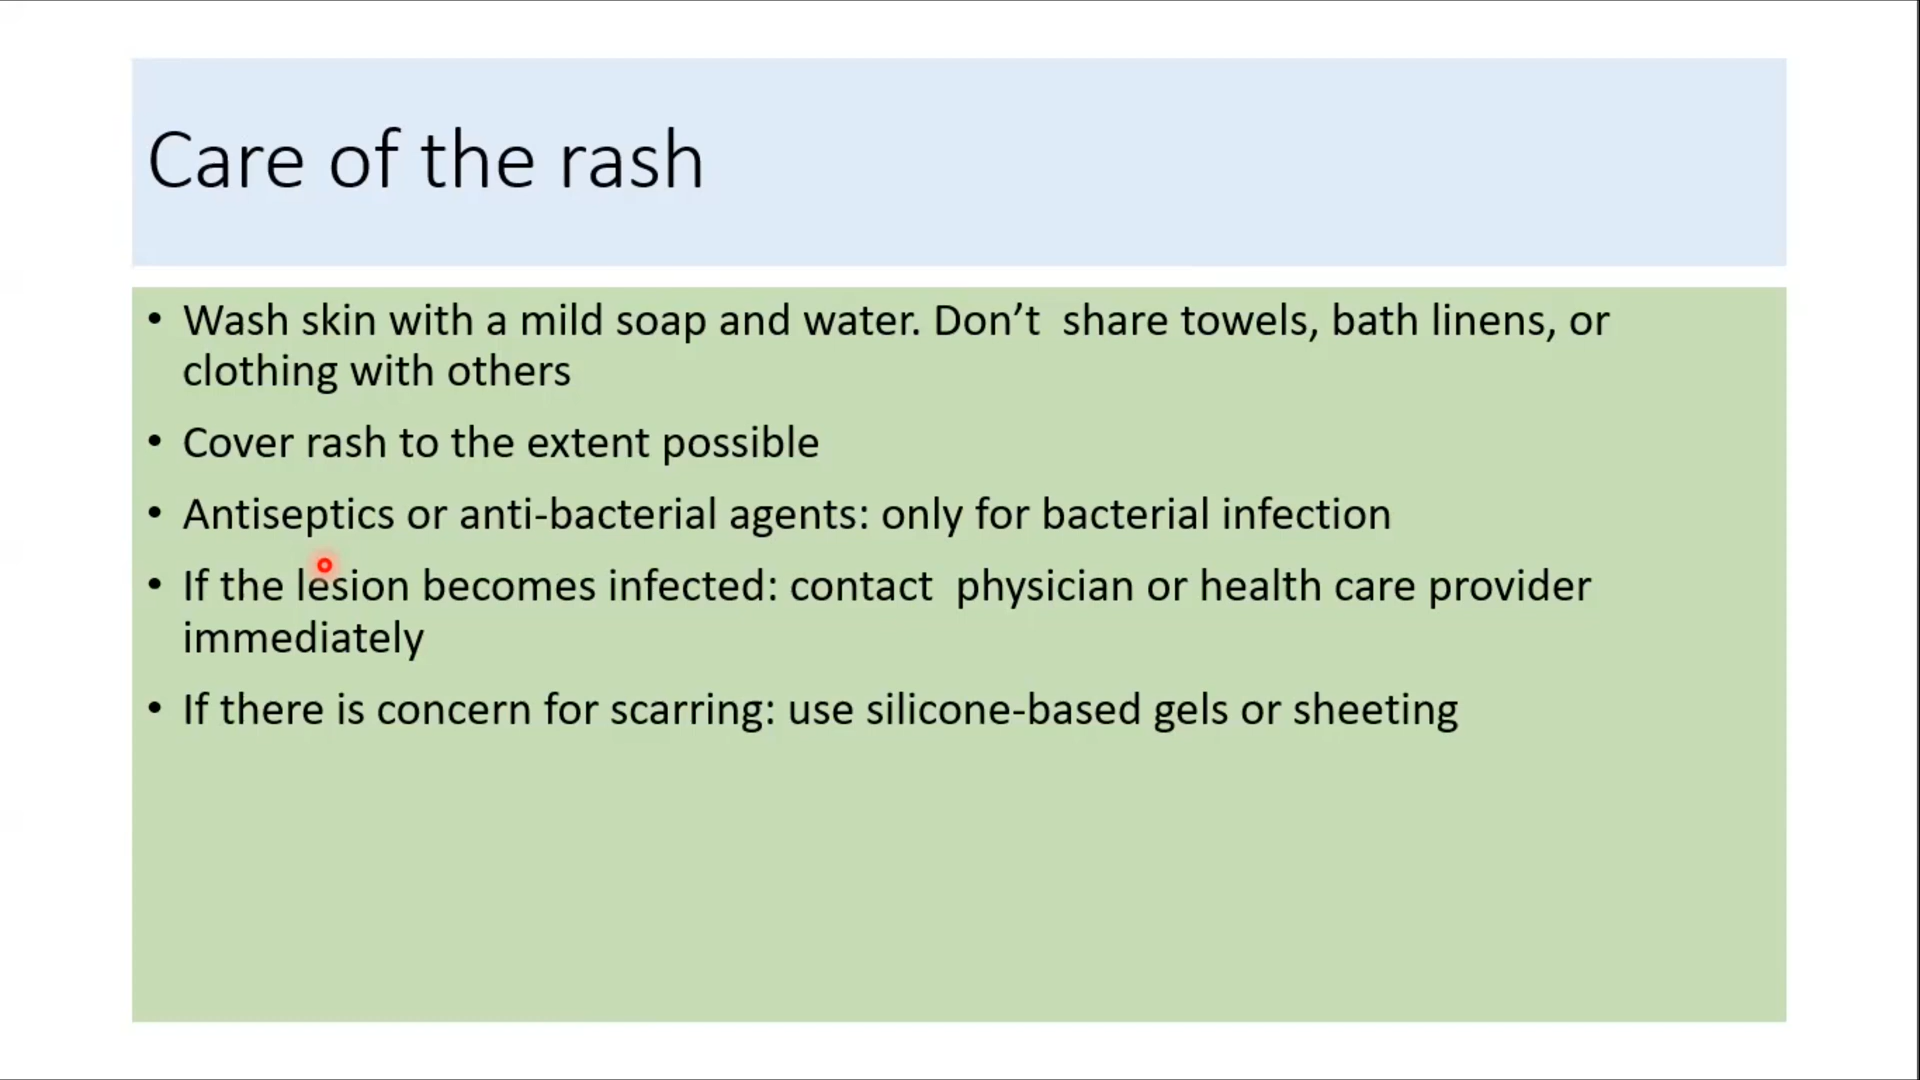 Care of the rash
• Wash skin with a mild soap and water. Don’t  share towels, bath linens, or
clothing with others
• Cover rash to the extent possible
• Antiseptics or anti-bacterial agents: only for bacterial infection
• If the lesion becomes infected: contact  physician or health care provider
immediately
• If there is concern for scarring: use silicone-based gels or sheeting